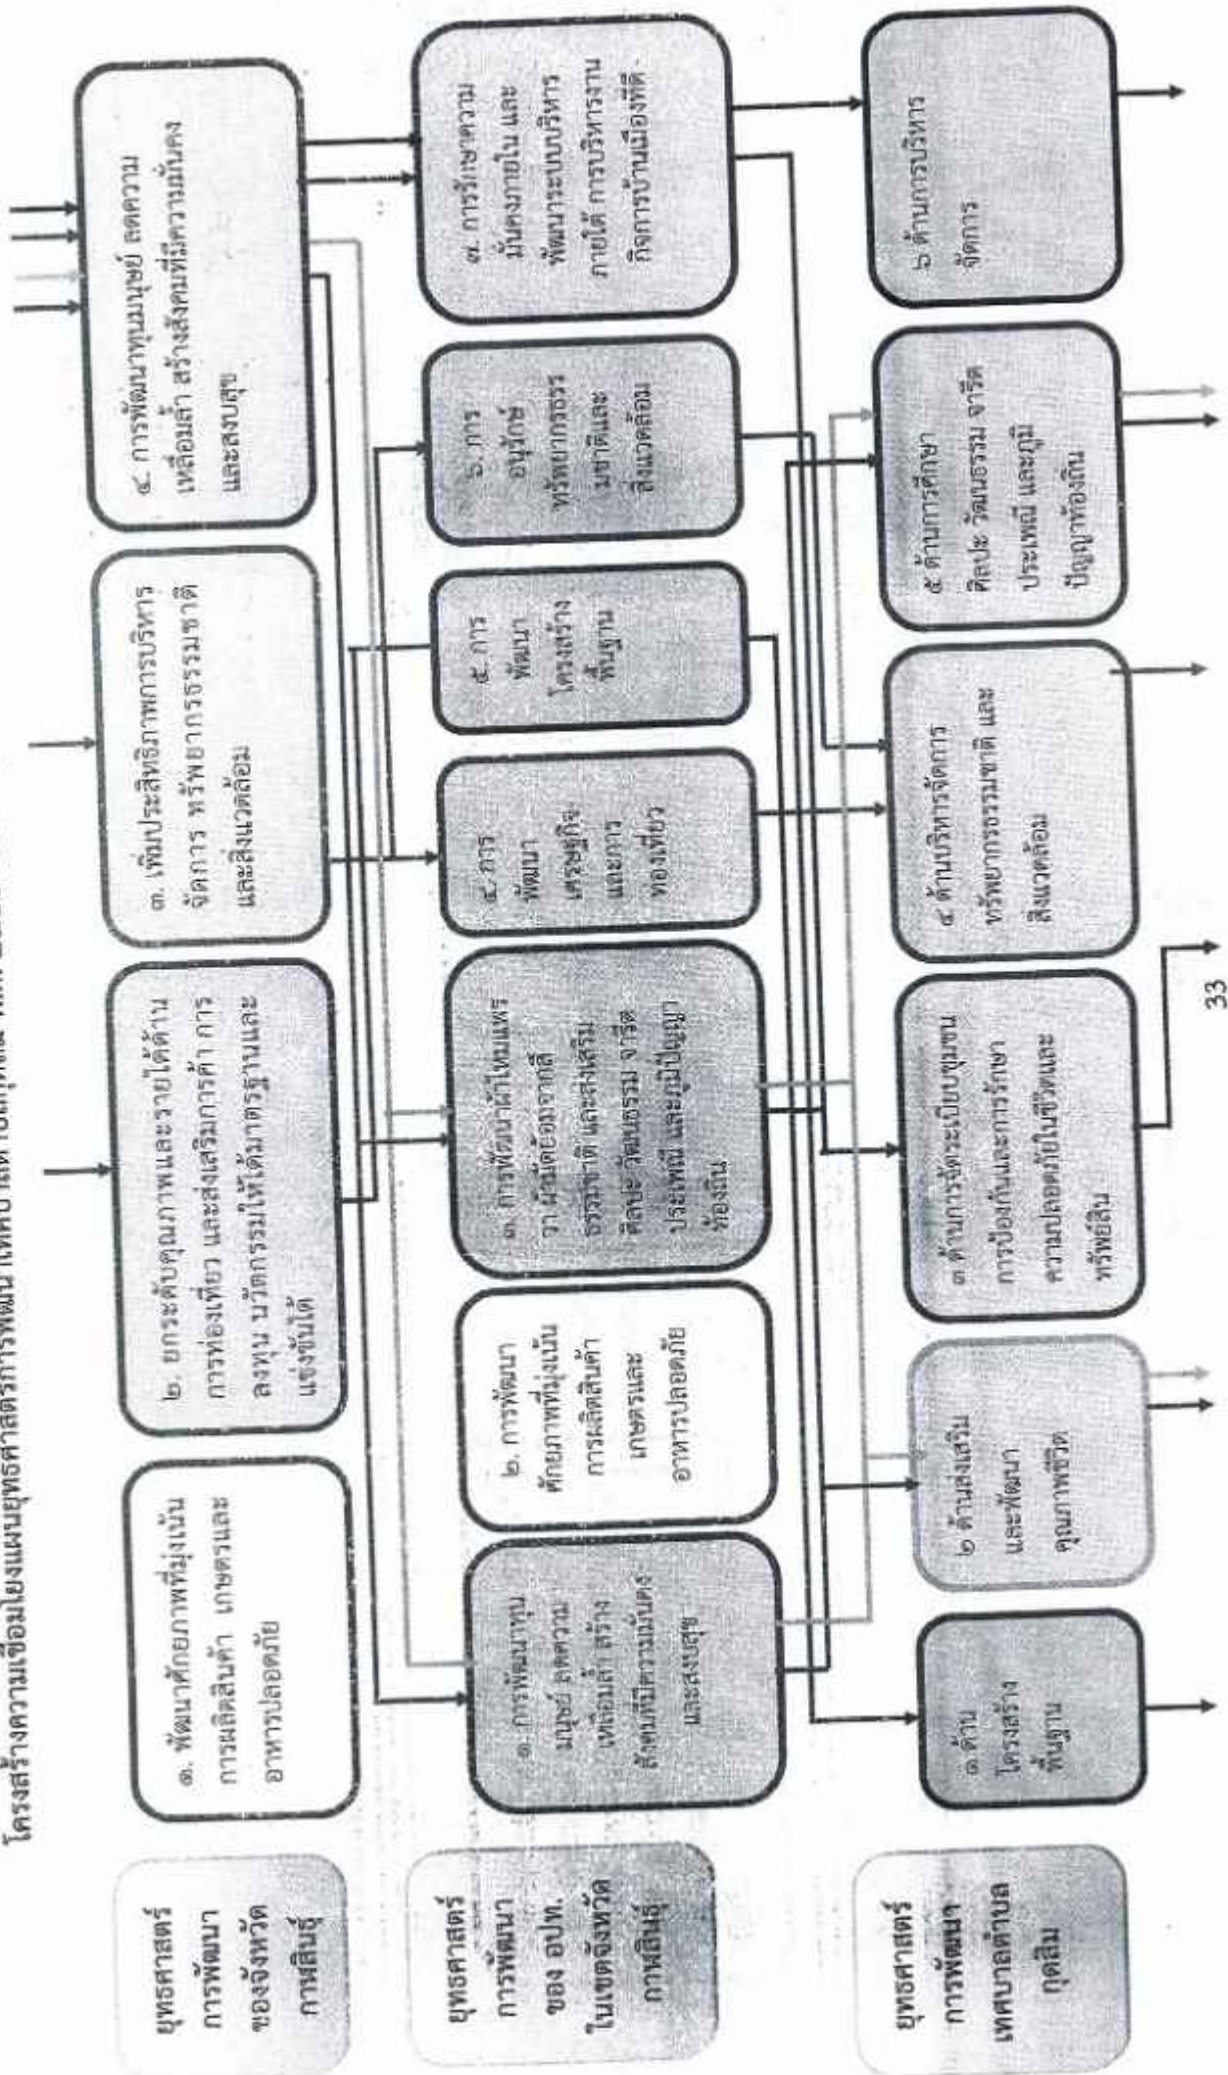 โครงสร้างความเชื่อมโยงแผนยุทธศาสตร์การพัฒนาเทศบาลตำบลกุดสิม
ยุทธศาสตร์
การพัฒนา
ของจังหวัด
กาฬสินธุ์
๑. พัฒนาศักยภาพที่มุ่งเน้น
การผลิตสินค้า เกษตรและ
อาหารปลอดภัย
๒. ยกระดับคุณภาพและรายได้ด้าน
การท่องเที่ยว และส่งเสริมการค้า การ
ลงทุน นวัตกรรมให้ได้มาตรฐานและ
แข่งขันได้
๓. เพิ่มประสิทธิภาพการบริหาร
จัดการ ทรัพยากรธรรมชาติ
และสิ่งแวดล้อม
๔. การพัฒนาทุนมนุษย์ ลดความ
เหลื่อมล้ำ สร้างสังคมที่มีความมั่นคง
และสงบสุข
ยุทธศาสตร์
การพัฒนา
ของ อปท.
ในเขตจังหวัด
กาฬสินธุ์
๑. การพัฒนาทุน
มนุษย์ ลดความ
เหลื่อมล้ำ สร้าง
สังคมที่มีความมั่นคง
และสงบสุข
๒. การพัฒนา
ศักยภาพที่มุ่งเน้น
การผลิตสินค้า
เกษตรและ
อาหารปลอดภัย
๓. การพัฒนาผ้าไหมแพร
วา ผ้ามัดย้อมจากสี
ธรรมชาติ และส่งเสริม
ศิลปะ วัฒนธรรม จารีต
ประเพณี และภูมิปัญญา
ท้องถิ่น
๔. การ
พัฒนา
เศรษฐกิจ
และการ
ท่องเที่ยว
๕. การ
พัฒนา
โครงสร้าง
พื้นฐาน
๖. การ
อนุรักษ์
ทรัพยากรธรร
มชาติและ
สิ่งแวดล้อม
๗. การรักษาความ
มั่นคงภายใน และ
พัฒนาระบบบริหาร
ภายใต้ การบริหารงาน
กิจการบ้านเมืองที่ดี
ยุทธศาสตร์
การพัฒนา
เทศบาลตำบล
กุดสิม
๑ ด้าน
โครงสร้าง
พื้นฐาน
๒ ด้านส่งเสริม
และพัฒนา
คุณภาพชีวิต
๓ ด้านการจัดระเบียบชุมชน
การป้องกันและการรักษา
ความปลอดภัยในชีวิตและ
ทรัพย์สิน
๔ ด้านบริหารจัดการ
ทรัพยากรธรรมชาติ และ
สิ่งแวดล้อม
๕ ด้านการศึกษา
ศิลปะ วัฒนธรรม จารีต
ประเพณี และภูมิ
ปัญญาท้องถิ่น
๖ ด้านการบริหาร
จัดการ
33